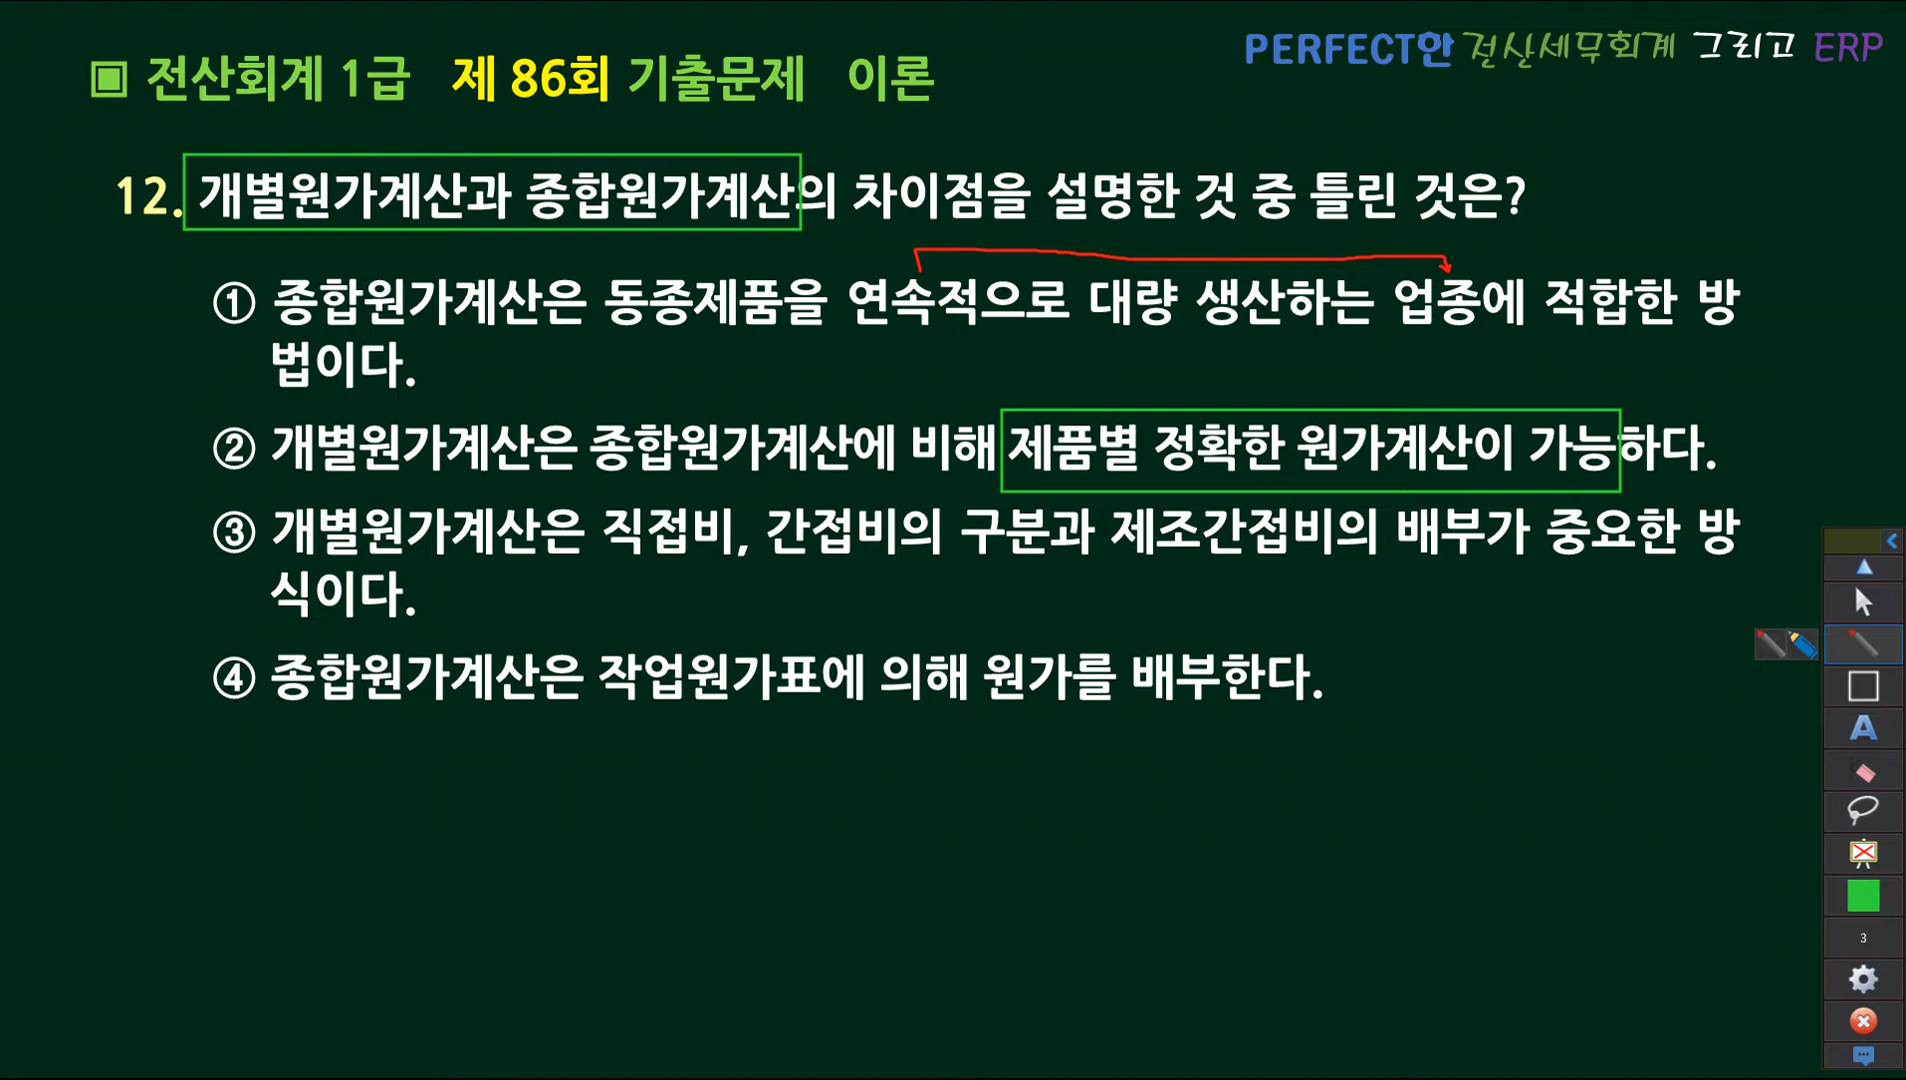 PERFECT한 전산세무회계 그리고 ERP
▣ 전산회계 1급 제 86회 기출문제 이론
12. 개별원가계산과 종합원가계산의 차이점을 설명한 것 중 틀린 것은?
① 종합원가계산은 동종제품을 연속적으로 대량 생산하는 업종에 적합한 방
법이다.
② 개별원가계산은 종합원가계산에 비해 제품별 정확한 원가계산이 가능하다.
③ 개별원가계산은 직접비, 간접비의 구분과 제조간접비의 배부가 중요한 방
식이다.
④ 종합원가계산은 작업원가표에 의해 원가를 배부한다.
A
3